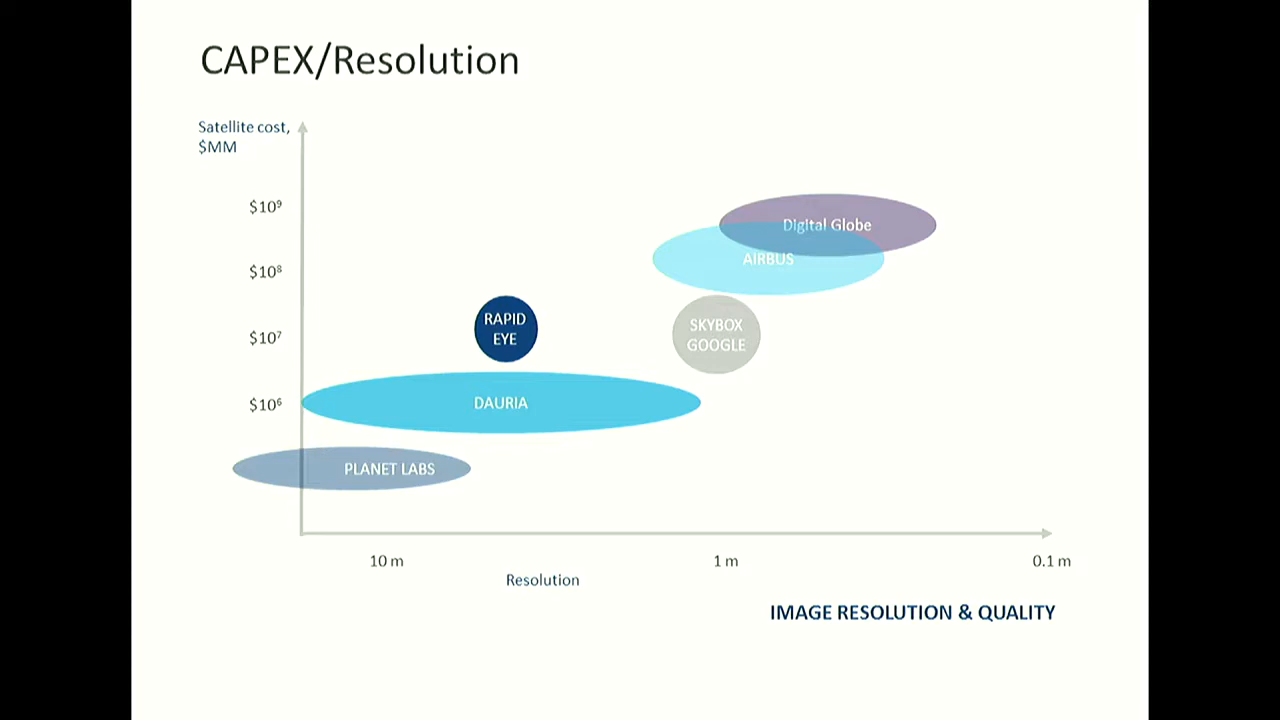 CAPEX/Resolution
Satellite cost,
$MM
$10⁹
Digital Globe
AIRBUS
$10⁸
RAPID
EYE
SKYBOX
GOOGLE
$10⁷
DAURIA
$10⁶
PLANET LABS
10 m
1 m
0.1 m
Resolution
IMAGE RESOLUTION & QUALITY